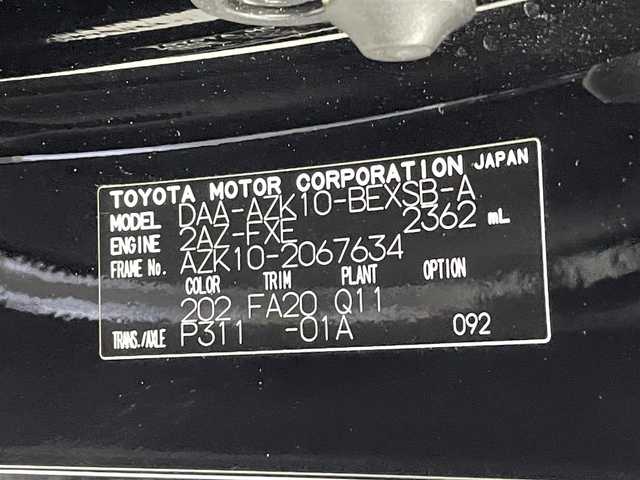 TOYOTA MOTOR CORPORATION JAPAN
MODEL DAA-AZK10-BEXSB-A
ENGINE 2AZ-FXE 2362 mL
FRAME No. AZK10-2067634
COLOR TRIM PLANT OPTION
202 FA20 Q11
TRANS./AXLE P311 -01A 092